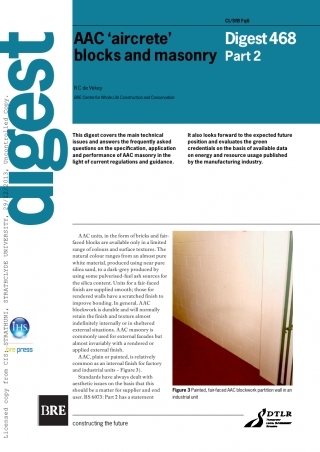 CI/SfB Fq4
AAC ‘aircrete’
blocks and masonry
Digest 468
Part 2
R C de Vekey
BRE Centre for Whole Life Construction and Conservation
digest
This digest covers the main technical
issues and answers the frequently asked
questions on the specification, application
and performance of AAC masonry in the
light of current regulations and guidance.
It also looks forward to the expected future
position and evaluates the green
credentials on the basis of available data
on energy and resource usage published
by the manufacturing industry.
AAC units, in the form of bricks and fair-
faced blocks are available only in a limited
range of colours and surface textures. The
natural colour ranges from an almost pure
white material, produced using near pure
silica sand, to a dark-grey produced by
using some pulverised-fuel ash sources for
the silica content. Units for a fair-faced
finish are supplied smooth; those for
rendered walls have a scratched finish to
improve bonding. In general, AAC
blockwork is durable and will normally
retain the finish and texture almost
indefinitely internally or in sheltered
external situations. AAC masonry is
commonly used for external facades but
almost invariably with a rendered or
applied external finish.
AAC, plain or painted, is relatively
common as an internal finish for factory
and industrial units – Figure 3).
Standards have always dealt with
aesthetic issues on the basis that this
should be a matter for supplier and end
user. BS 6073: Part 2 has a statement
Figure 3 Painted, fair-faced AAC blockwork partition wall in an
industrial unit
IHS
press
BRE
constructing the future
DTLR
Licensed copy from CIS: STRATHUNI, STRATHCLYDE UNIVERSITY, 29/11/2013, Uncontrolled Copy.